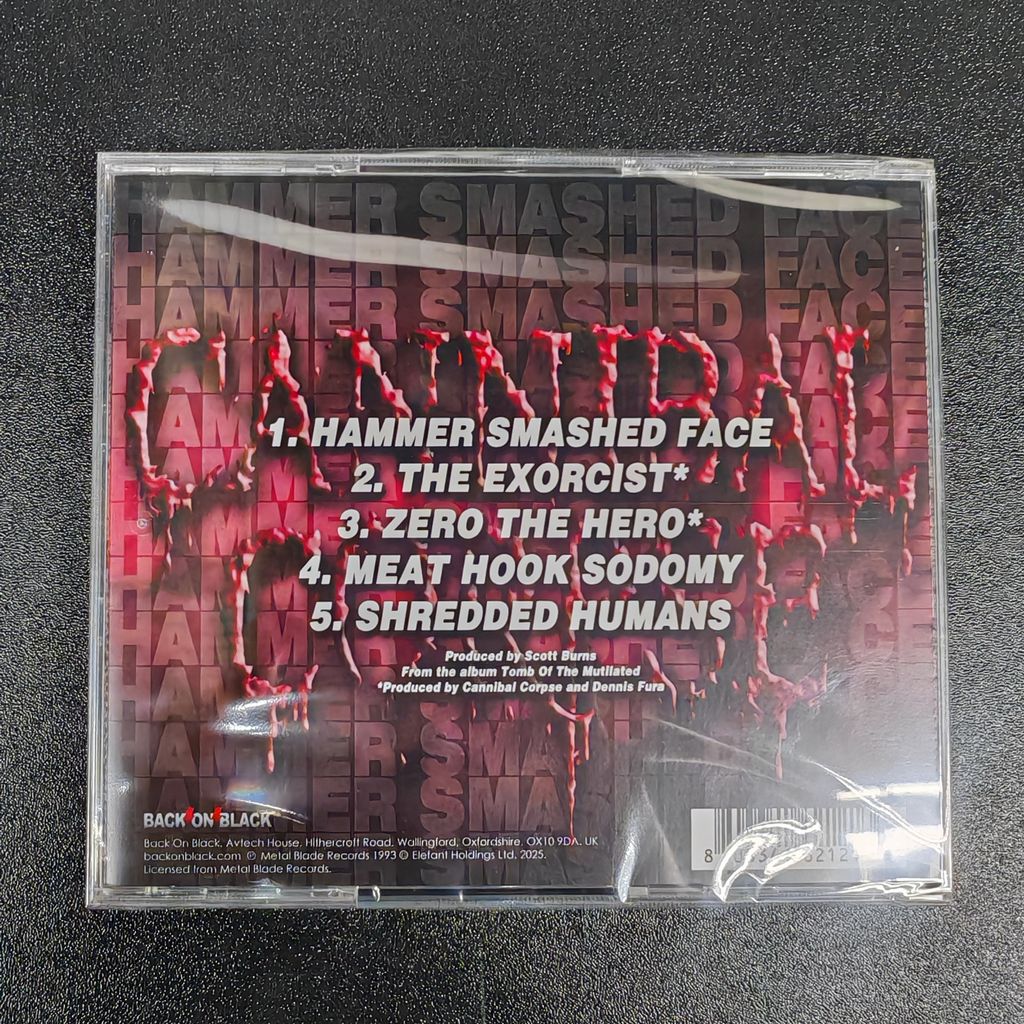 HAMMER SMASHED FACE
HAMMER SMASHED FACE
HAMMER SMASHED FACE
CANNIBAL
CORPSE
1. HAMMER SMASHED FACE
2. THE EXORCIST*
3. ZERO THE HERO*
4. MEAT HOOK SODOMY
5. SHREDDED HUMANS
Produced by Scott Burns
From the album Tomb Of The Mutilated
*Produced by Cannibal Corpse and Dennis Fura
BACK ON BLACK
Back On Black, Avtech House, Hithercroft Road, Wallingford, Oxfordshire, OX10 9DA. UK
backonblack.com ℗ Metal Blade Records 1993 © Elefant Holdings Ltd. 2025.
Licensed from Metal Blade Records.